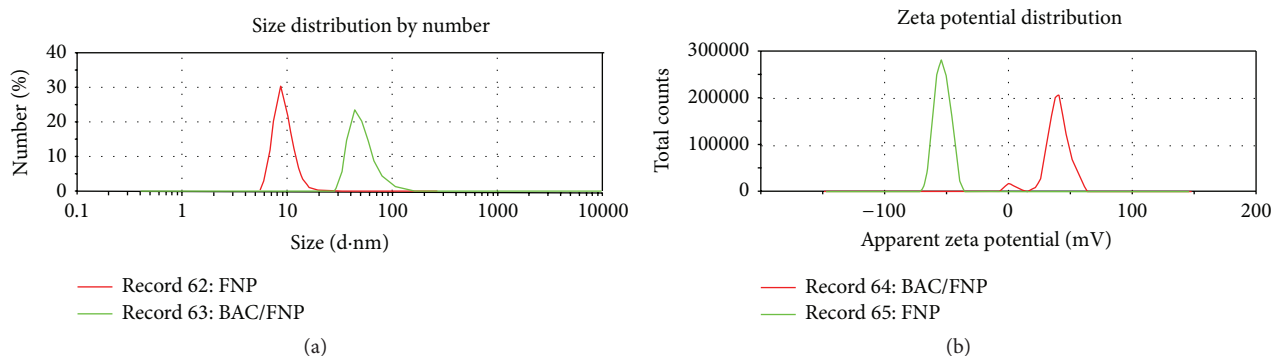 Size distribution by number
40
30
20
10
0
Number (%)
0.1 1 10 100 1000 10000
Size (d·nm)
Record 62: FNP
Record 63: BAC/FNP
(a)
Zeta potential distribution
300000
200000
100000
0
Total counts
−100 0 100 200
Apparent zeta potential (mV)
Record 64: BAC/FNP
Record 65: FNP
(b)